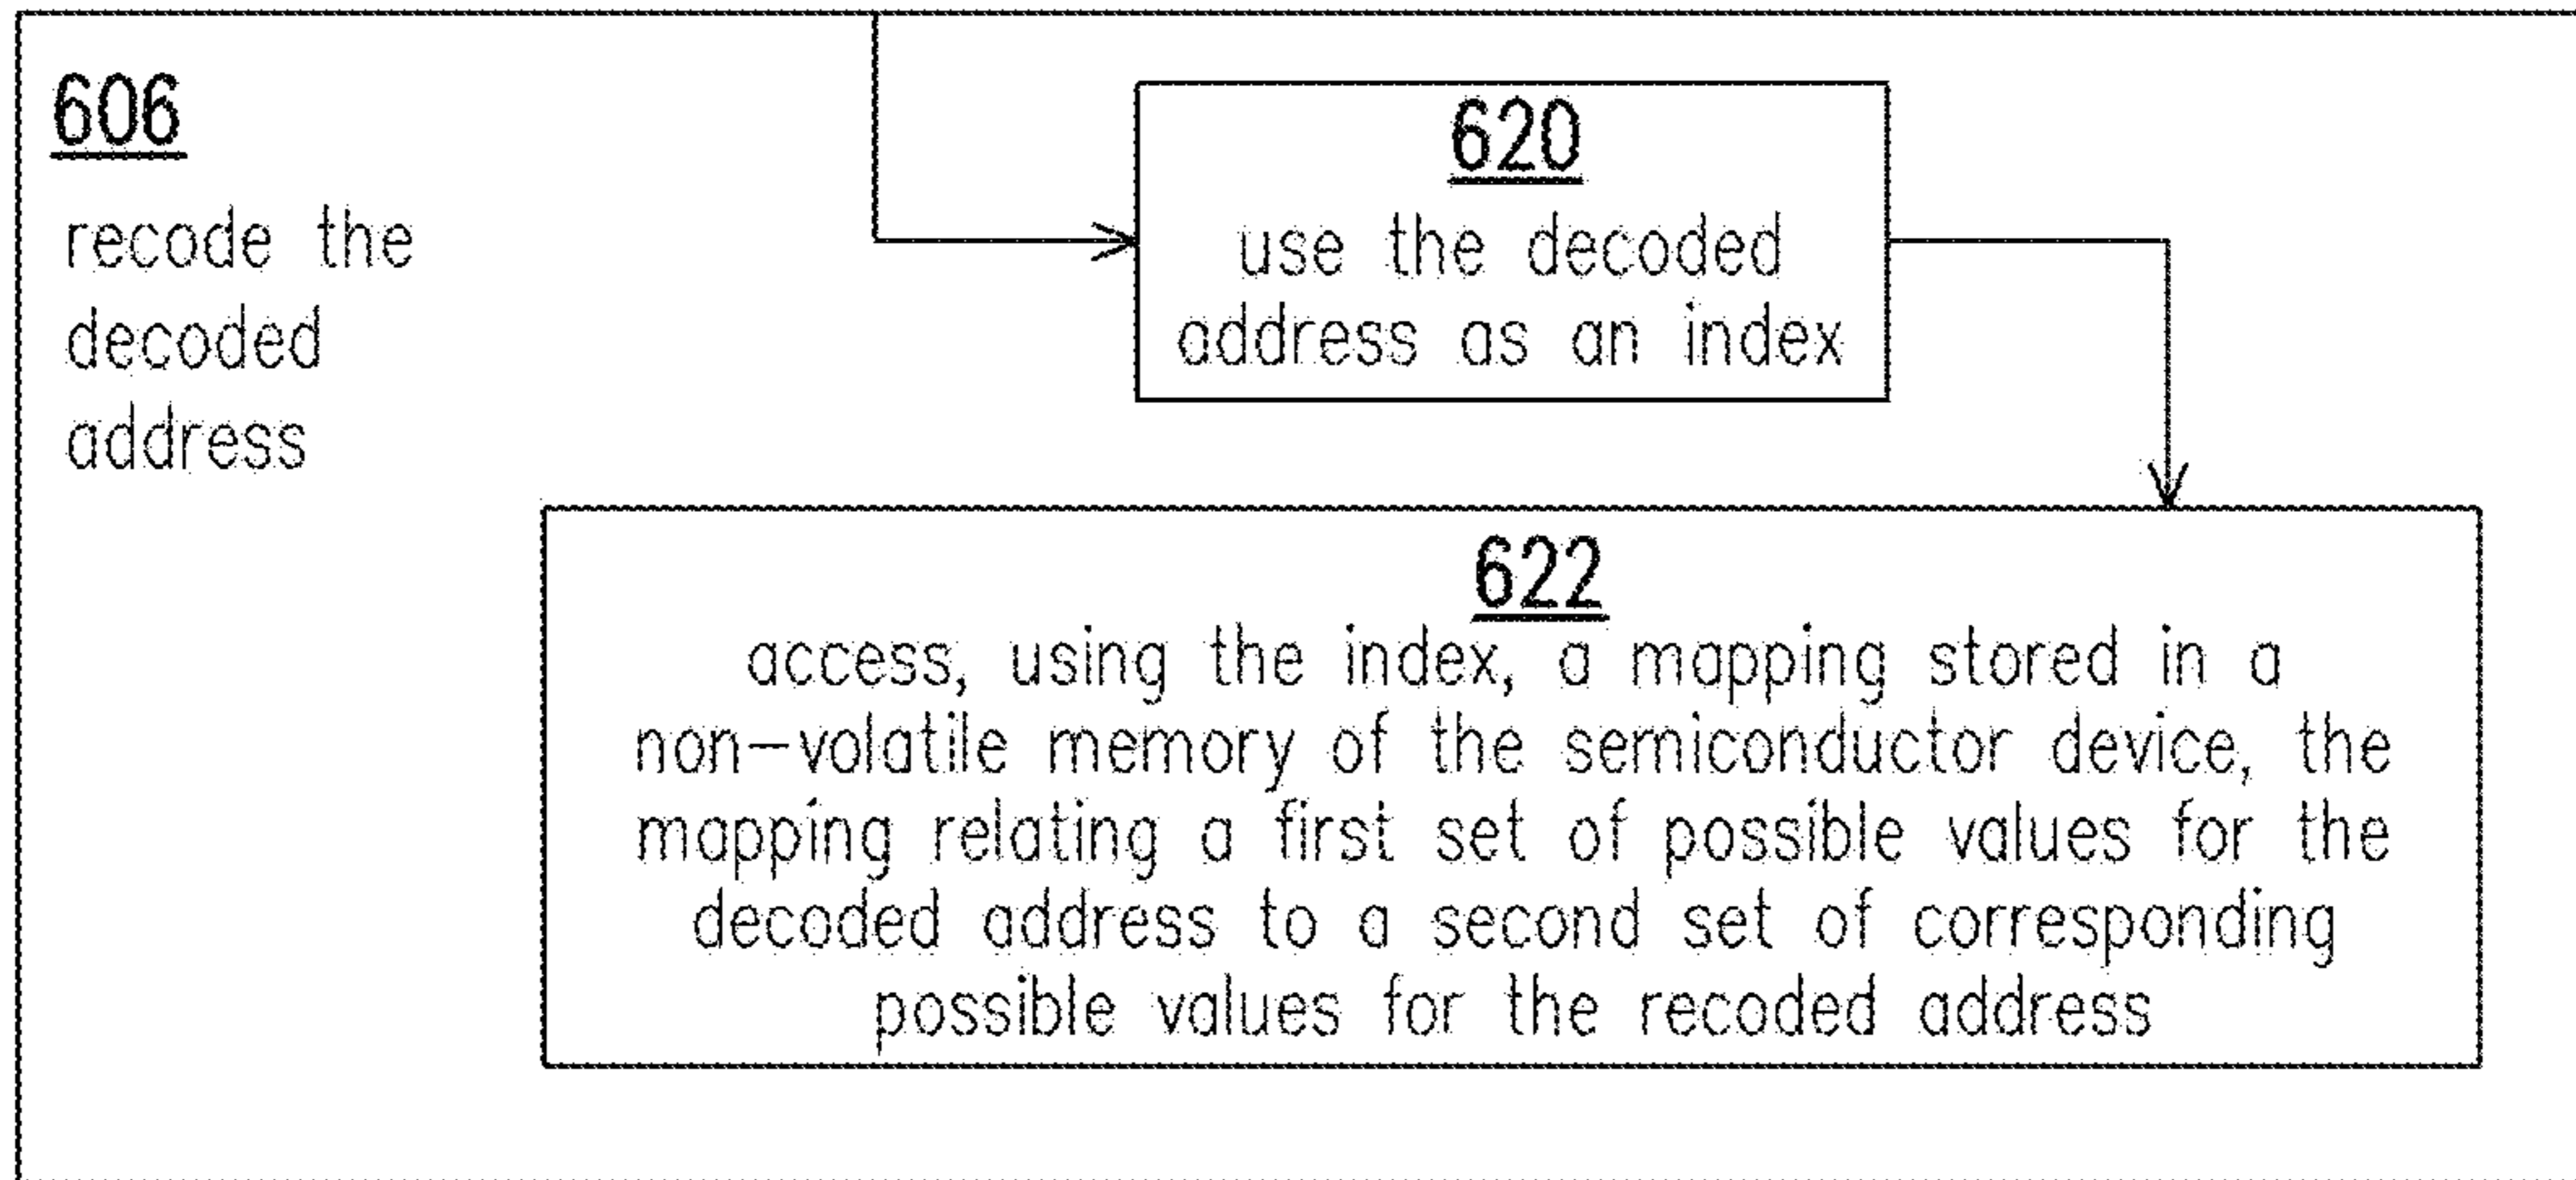 606
recode the
decoded
address
620
use the decoded
address as an index
622
access, using the index, a mapping stored in a
non-volatile memory of the semiconductor device, the
mapping relating a first set of possible values for the
decoded address to a second set of corresponding
possible values for the recoded address